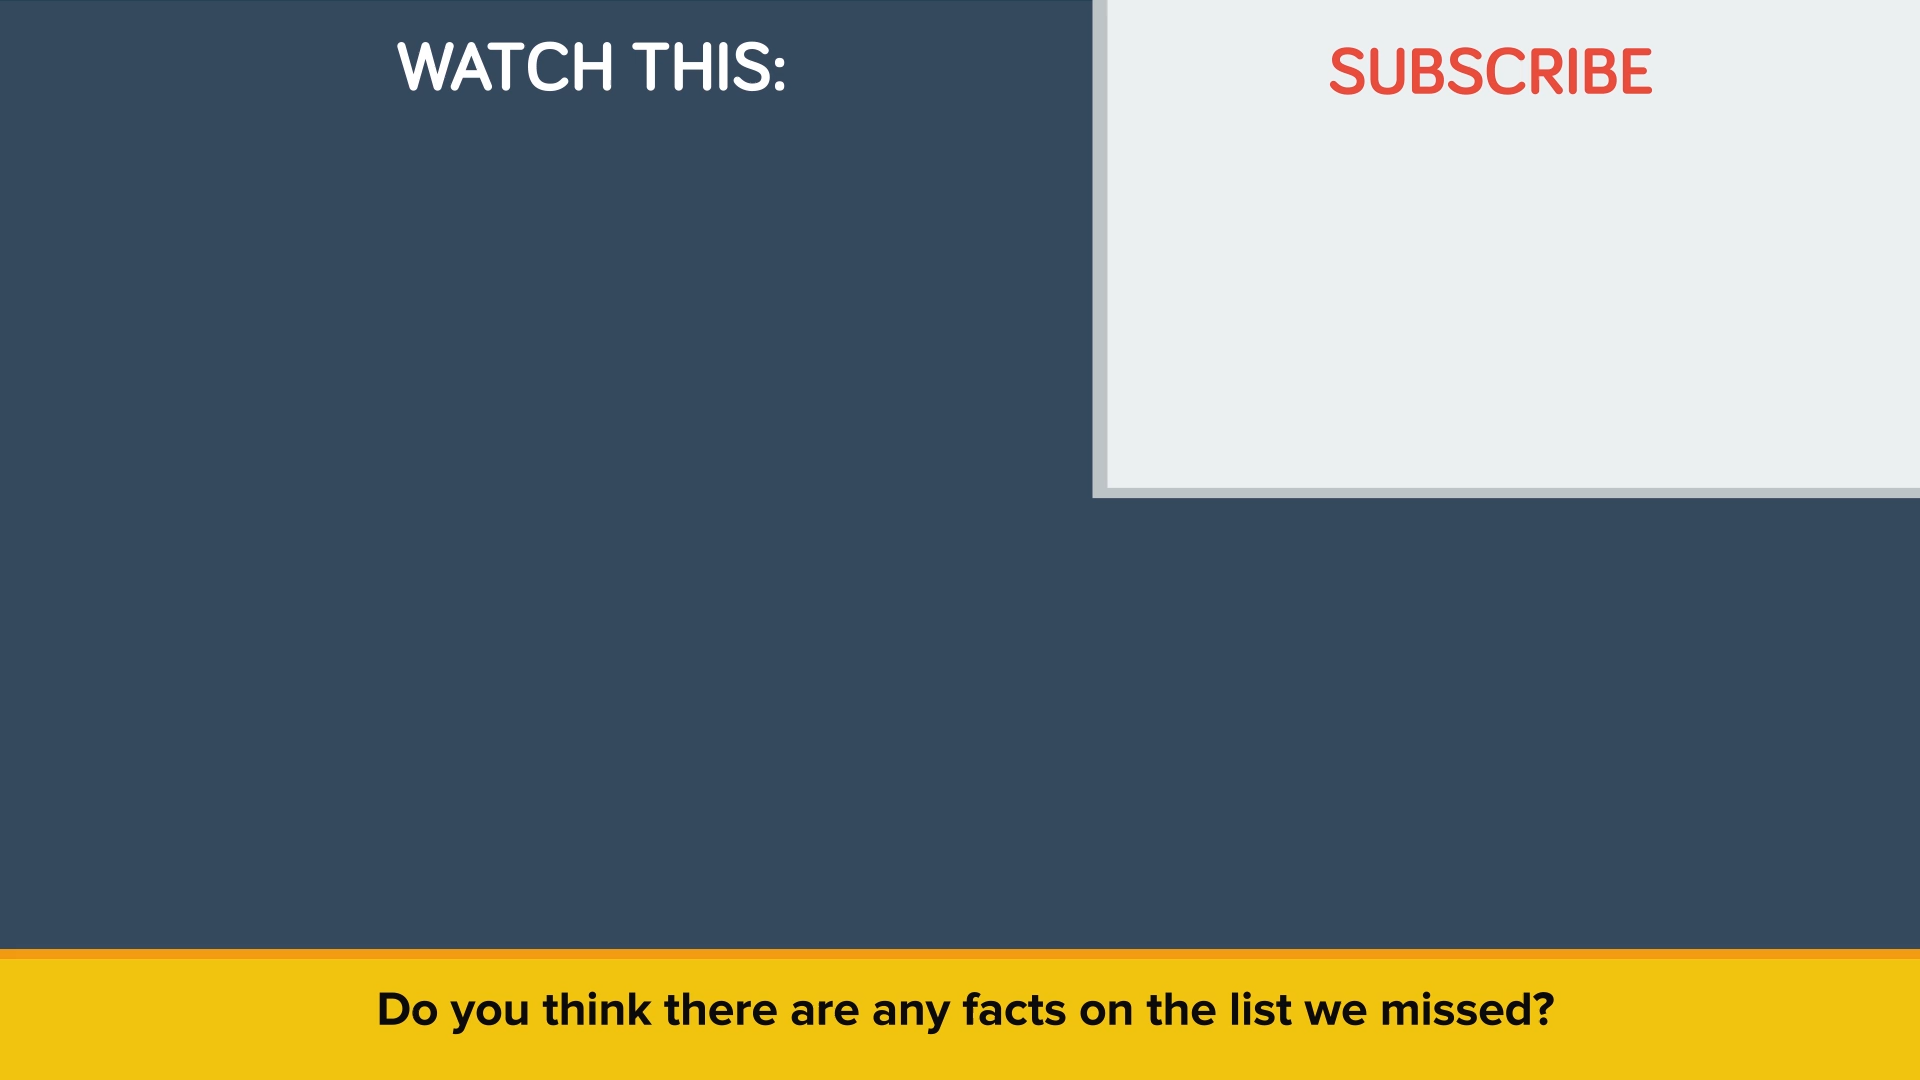 WATCH THIS:
SUBSCRIBE
Do you think there are any facts on the list we missed?